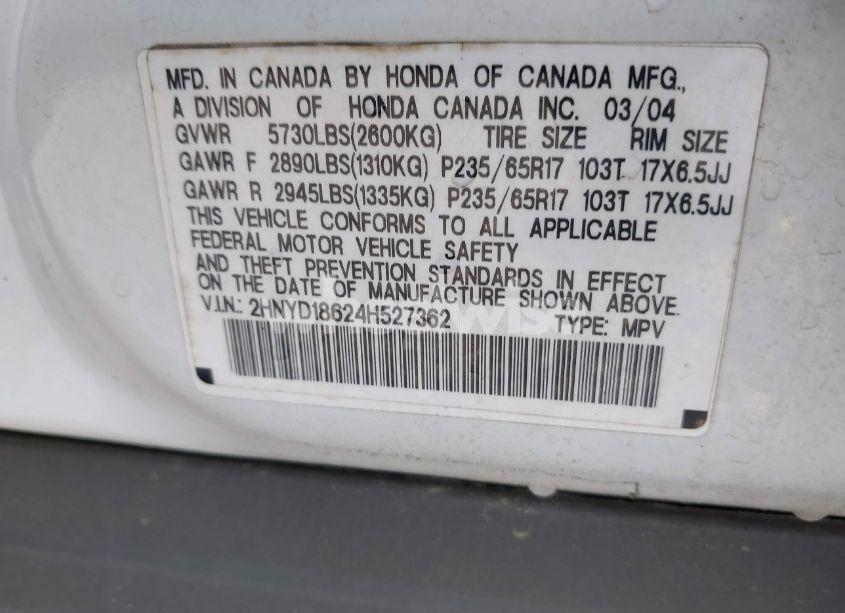 MFD. IN CANADA BY HONDA OF CANADA MFG.,
A DIVISION OF HONDA CANADA INC. 03/04
GVWR 5730LBS(2600KG) TIRE SIZE RIM SIZE
GAWR F 2890LBS(1310KG) P235/65R17 103T 17X6.5JJ
GAWR R 2945LBS(1335KG) P235/65R17 103T 17X6.5JJ
THIS VEHICLE CONFORMS TO ALL APPLICABLE
FEDERAL MOTOR VEHICLE SAFETY
AND THEFT PREVENTION STANDARDS IN EFFECT
ON THE DATE OF MANUFACTURE SHOWN ABOVE.
V.I.N.: 2HNYD18624H527362 TYPE: MPV